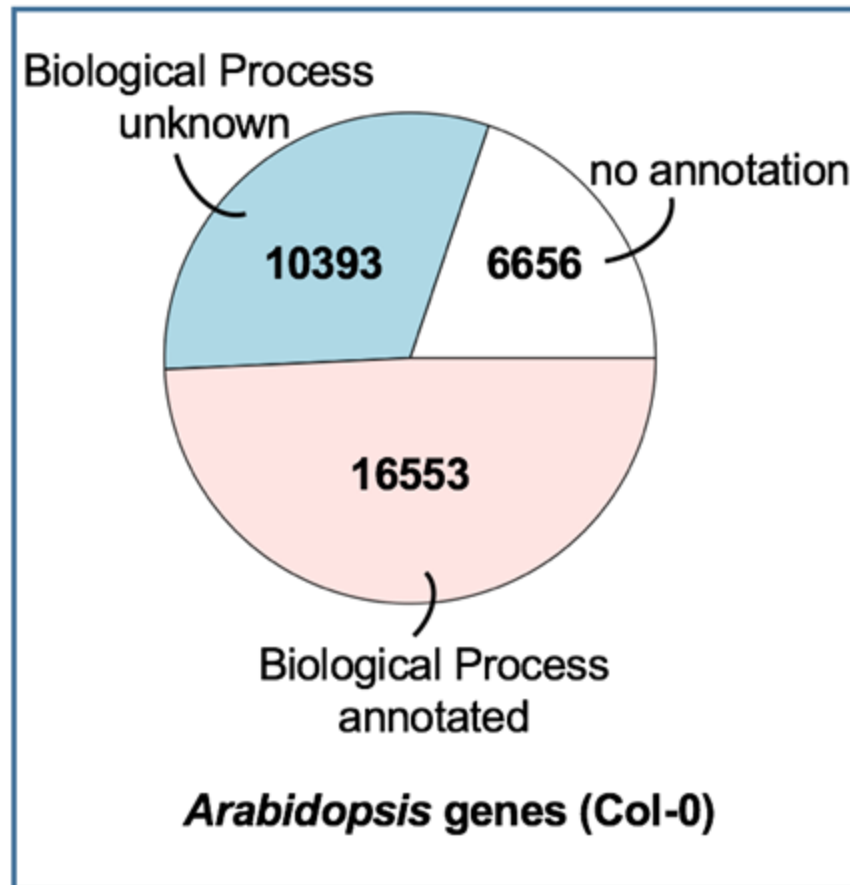 Biological Process
unknown
no annotation
10393
6656
16553
Biological Process
annotated
Arabidopsis genes (Col-0)